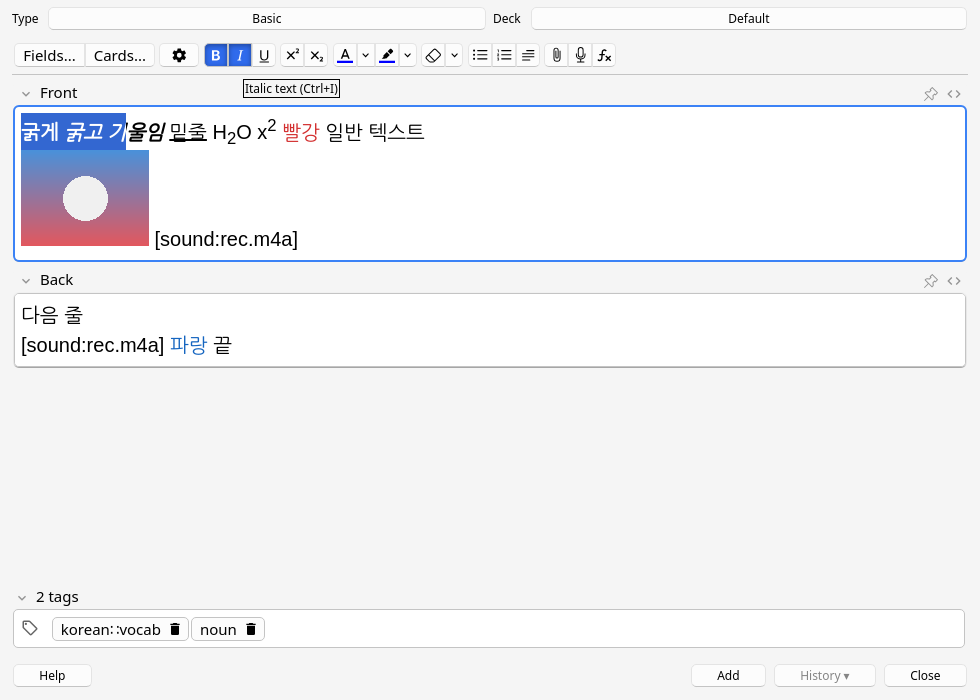 Type Basic Deck Default
Fields... Cards... B I U x² x₂ A fx
Italic text (Ctrl+I)
Front
굵게 굵고 기울임 밑줄 H₂O x² 빨강 일반 텍스트
[sound:rec.m4a]
Back
다음 줄
[sound:rec.m4a] 파랑 끝
2 tags
korean::vocab noun
Help Add History ▾ Close